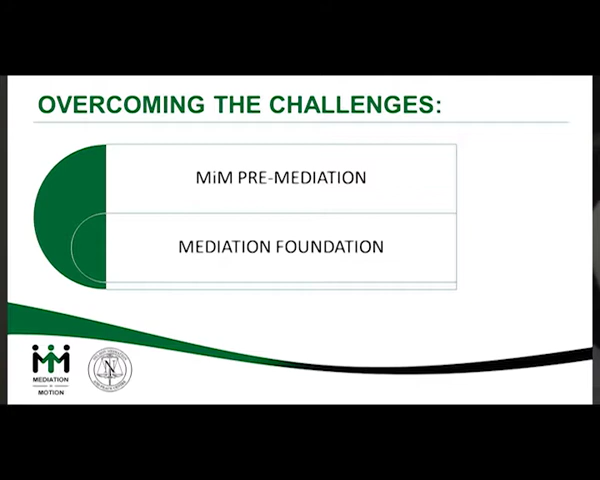 OVERCOMING THE CHALLENGES:
MiM PRE-MEDIATION
MEDIATION FOUNDATION
MEDIATION
MOTION